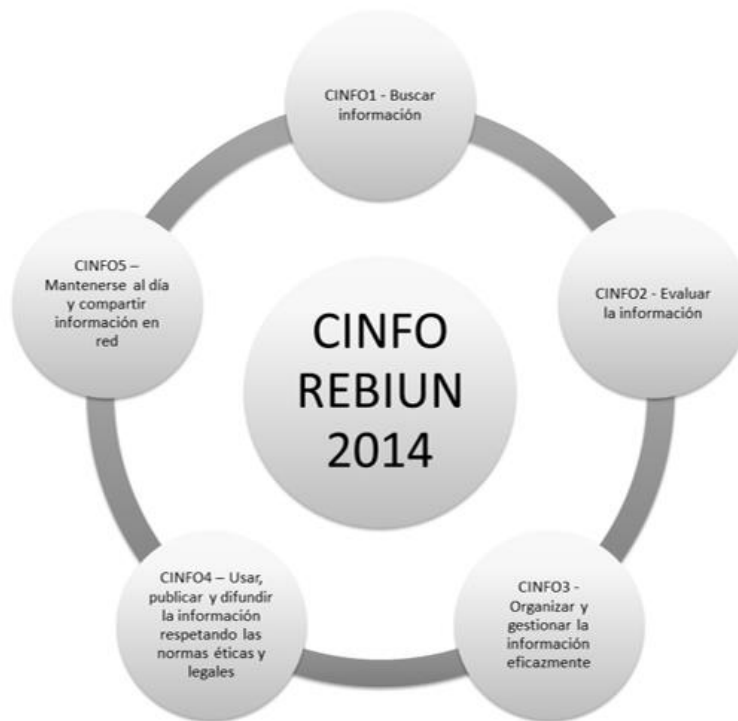 CINFO1 - Buscar
información
CINFO2 - Evaluar
la información
CINFO3 -
Organizar y
gestionar la
información
eficazmente
CINFO4 – Usar,
publicar y difundir
la información
respetando las
normas éticas y
legales
CINFO5 –
Mantenerse al día
y compartir
información en
red
CINFO
REBIUN
2014